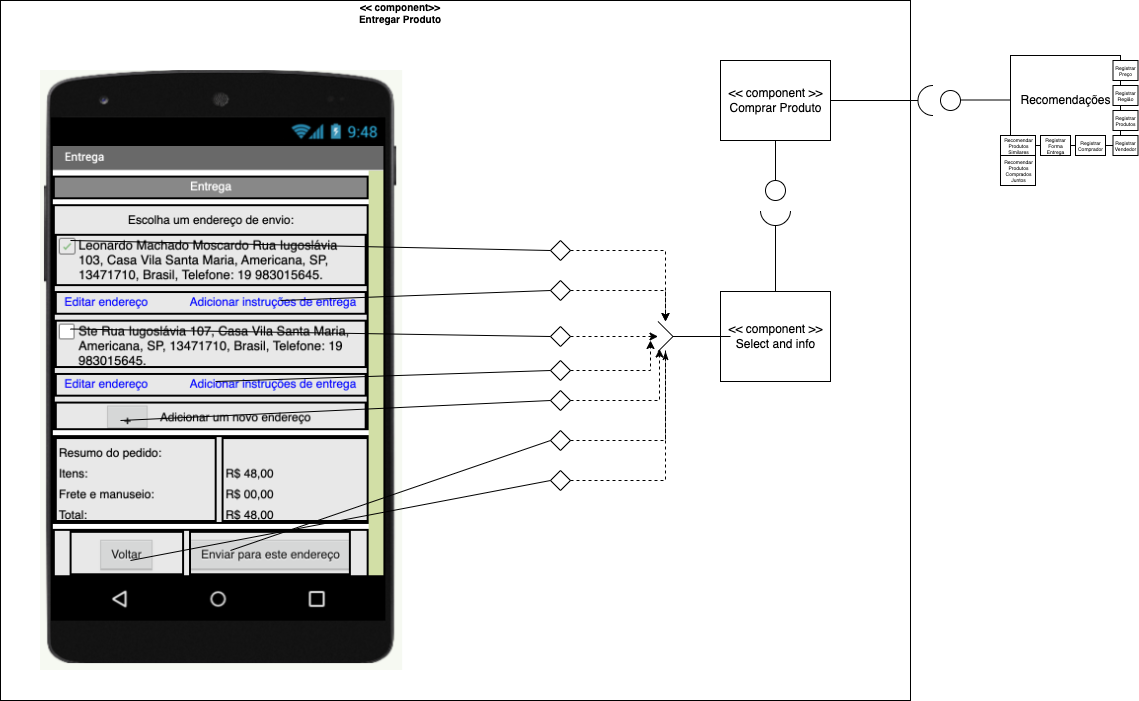 << component>>
Entregar Produto
9:48
Entrega
Entrega
Escolha um endereço de envio:
Leonardo Machado Moscardo Rua Iugoslávia
103, Casa Vila Santa Maria, Americana, SP,
13471710, Brasil, Telefone: 19 983015645.
Editar endereço Adicionar instruções de entrega
Ste Rua Iugoslávia 107, Casa Vila Santa Maria,
Americana, SP, 13471710, Brasil, Telefone: 19
983015645.
Editar endereço Adicionar instruções de entrega
+ Adicionar um novo endereço
Resumo do pedido:
Itens: R$ 48,00
Frete e manuseio: R$ 00,00
Total: R$ 48,00
Voltar Enviar para este endereço
<< component >>
Comprar Produto
<< component >>
Select and info
Recomendações
Registrar
Preço
Registrar
Região
Registrar
Produtos
Registrar
Vendedor
Registrar
Comprador
Registrar
Forma
Entrega
Recomendar
Produtos
Similares
Recomendar
Produtos
Comprados
Juntos